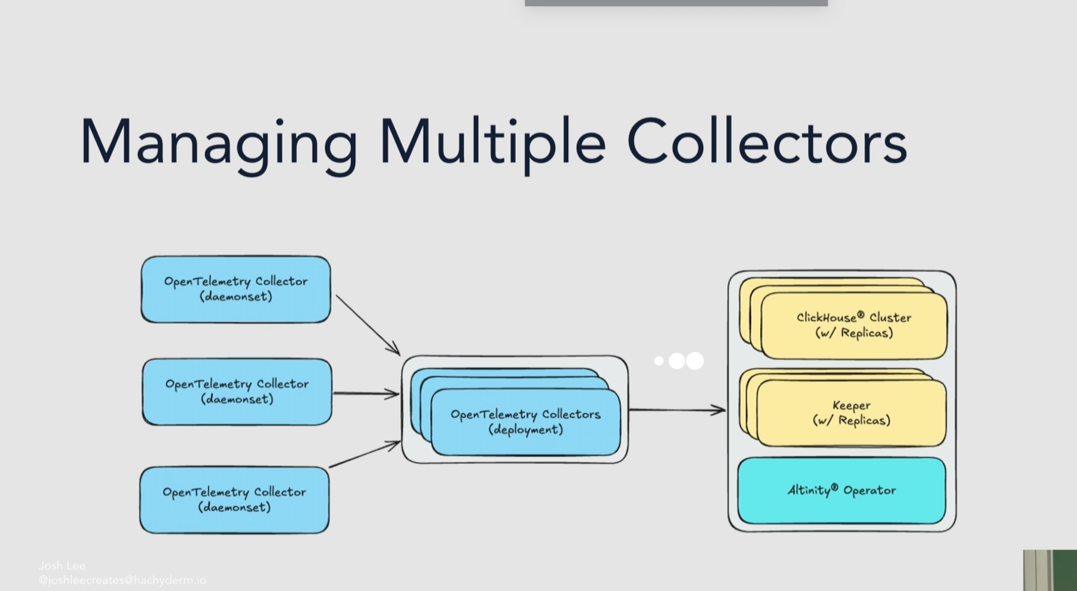 Managing Multiple Collectors
OpenTelemetry Collector
(daemonset)
OpenTelemetry Collector
(daemonset)
OpenTelemetry Collector
(daemonset)
OpenTelemetry Collectors
(deployment)
ClickHouse® Cluster
(w/ Replicas)
Keeper
(w/ Replicas)
Altinity® Operator
Josh Lee
@joshleecreates@hachyderm.io